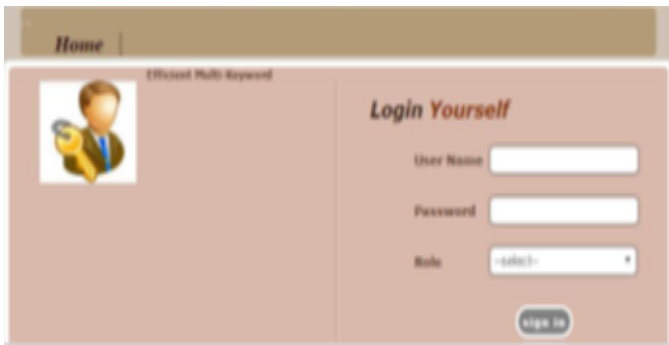 Home
Efficient Multi-Keyword
Login Yourself
User Name
Password
Role
--select--
sign in